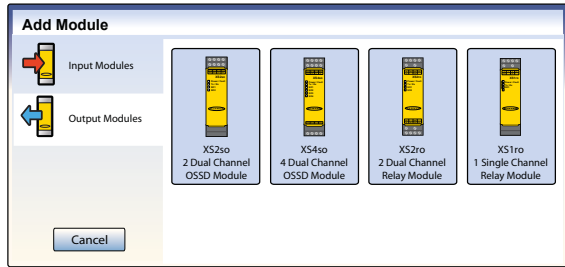 Add Module
Input Modules
Output Modules
XS2so
2 Dual Channel
OSSD Module
XS4so
4 Dual Channel
OSSD Module
XS2ro
2 Dual Channel
Relay Module
XS1ro
1 Single Channel
Relay Module
Cancel